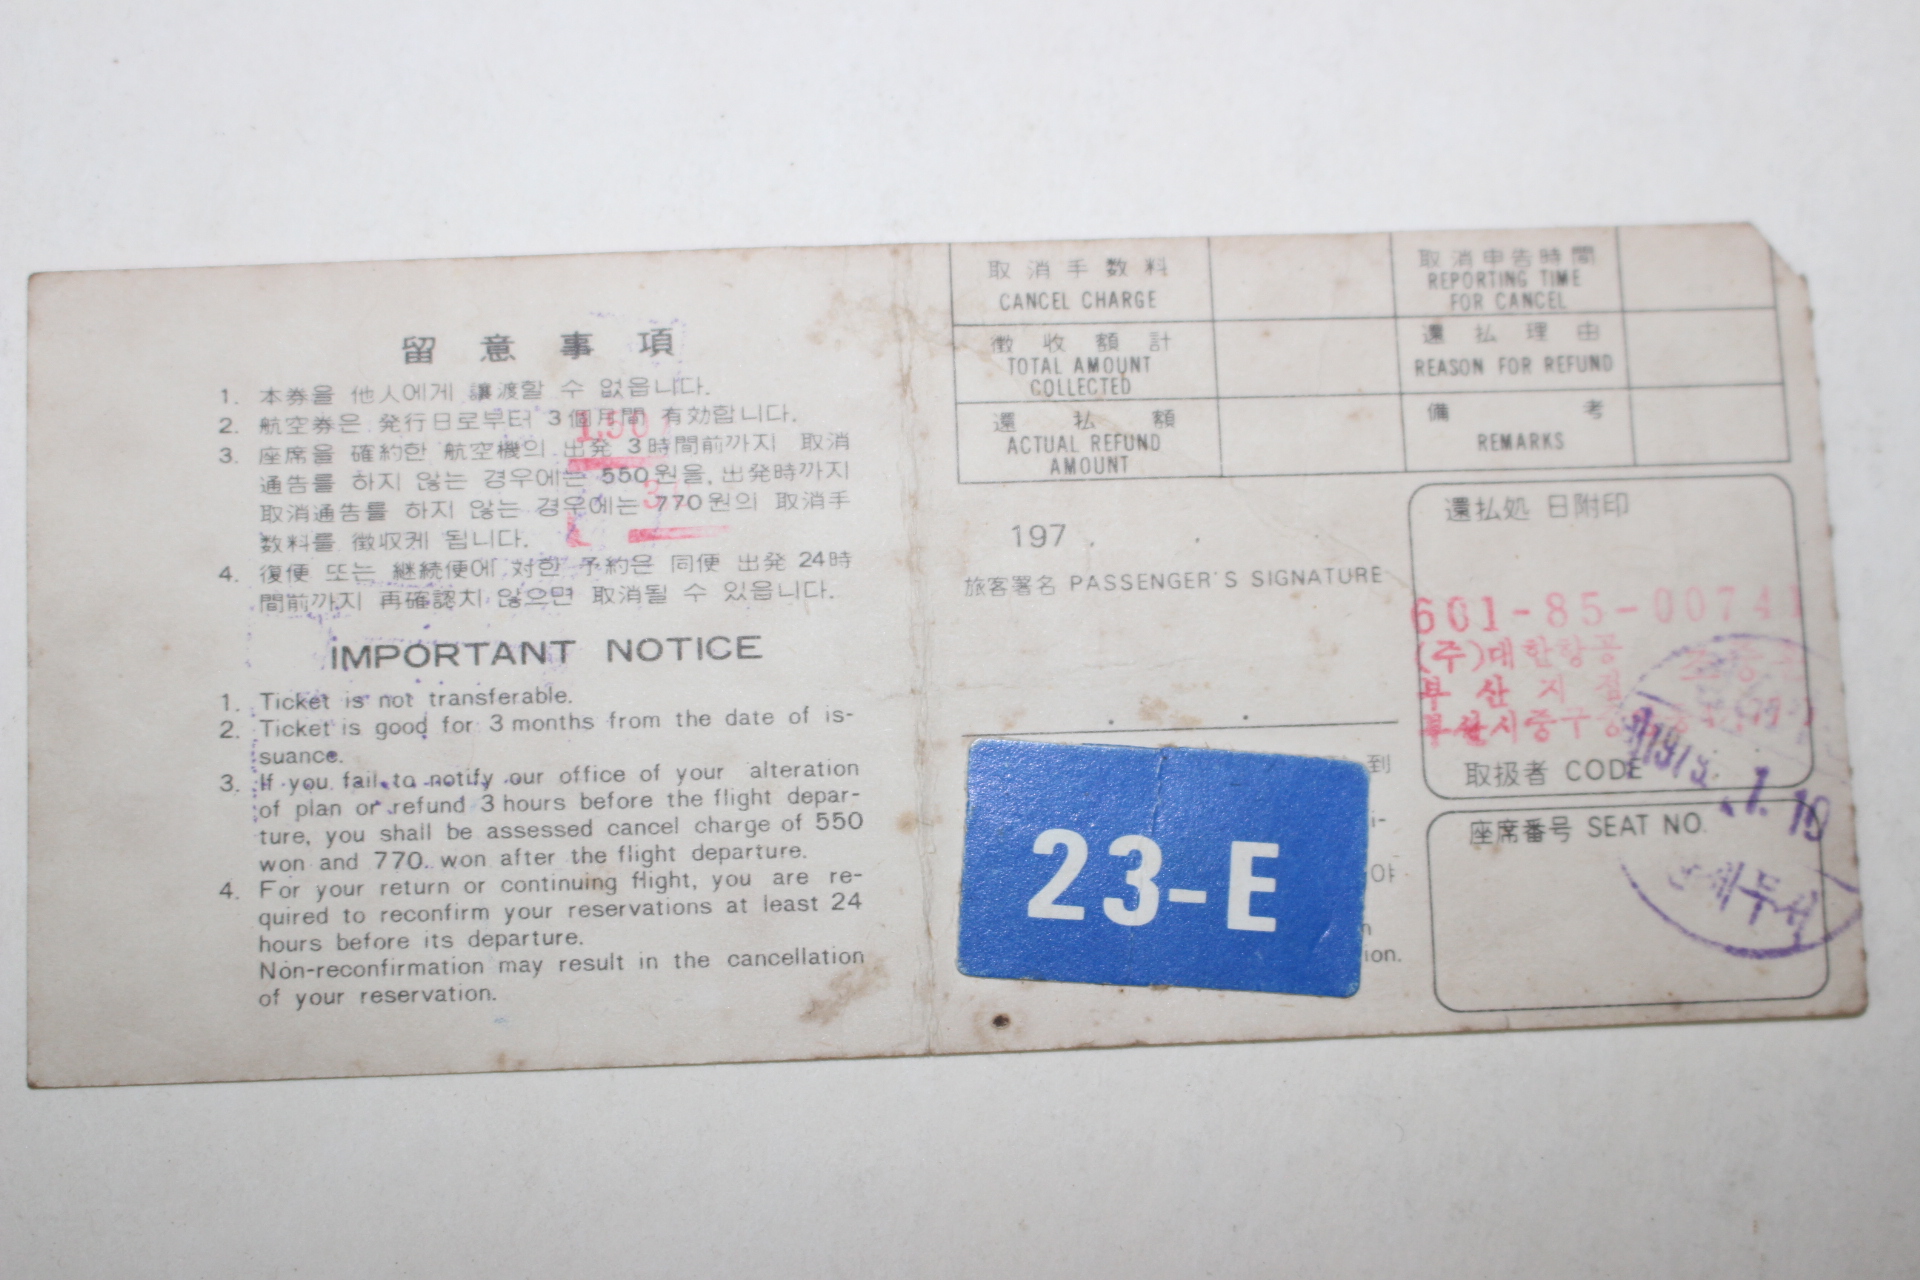 留意事項
1. 本券을 他人에게 讓渡할 수 없읍니다.
2. 航空券은 発行日로부터 3個月間 有効합니다.
3. 座席을 確約한 航空機의 出発 3時間前까지 取消
通告를 하지 않는 경우에는 550원을, 出発時까지
取消通告를 하지 않는 경우에는 770원의 取消手
数料를 徴収케 됩니다.
4. 復便 또는 継続便에 対한 予約은 同便 出発 24時
間前까지 再確認치 않으면 取消될 수 있읍니다.
IMPORTANT NOTICE
1. Ticket is not transferable.
2. Ticket is good for 3 months from the date of is-
suance.
3. If you fail to notify our office of your alteration
of plan or refund 3 hours before the flight depar-
ture, you shall be assessed cancel charge of 550
won and 770 won after the flight departure.
4. For your return or continuing flight, you are re-
quired to reconfirm your reservations at least 24
hours before its departure.
Non-reconfirmation may result in the cancellation
of your reservation.
取消手数料
CANCEL CHARGE
取消申告時間
REPORTING TIME
FOR CANCEL
徴収額計
TOTAL AMOUNT
COLLECTED
還払理由
REASON FOR REFUND
還払額
ACTUAL REFUND
AMOUNT
備考
REMARKS
197 . .
旅客署名 PASSENGER'S SIGNATURE
還払処 日附印
601-85-00741
(주)대한항공
부산지점
부산시중구
取扱者 CODE
座席番号 SEAT NO.
1. 19
23-E
到
i-
야
ion.